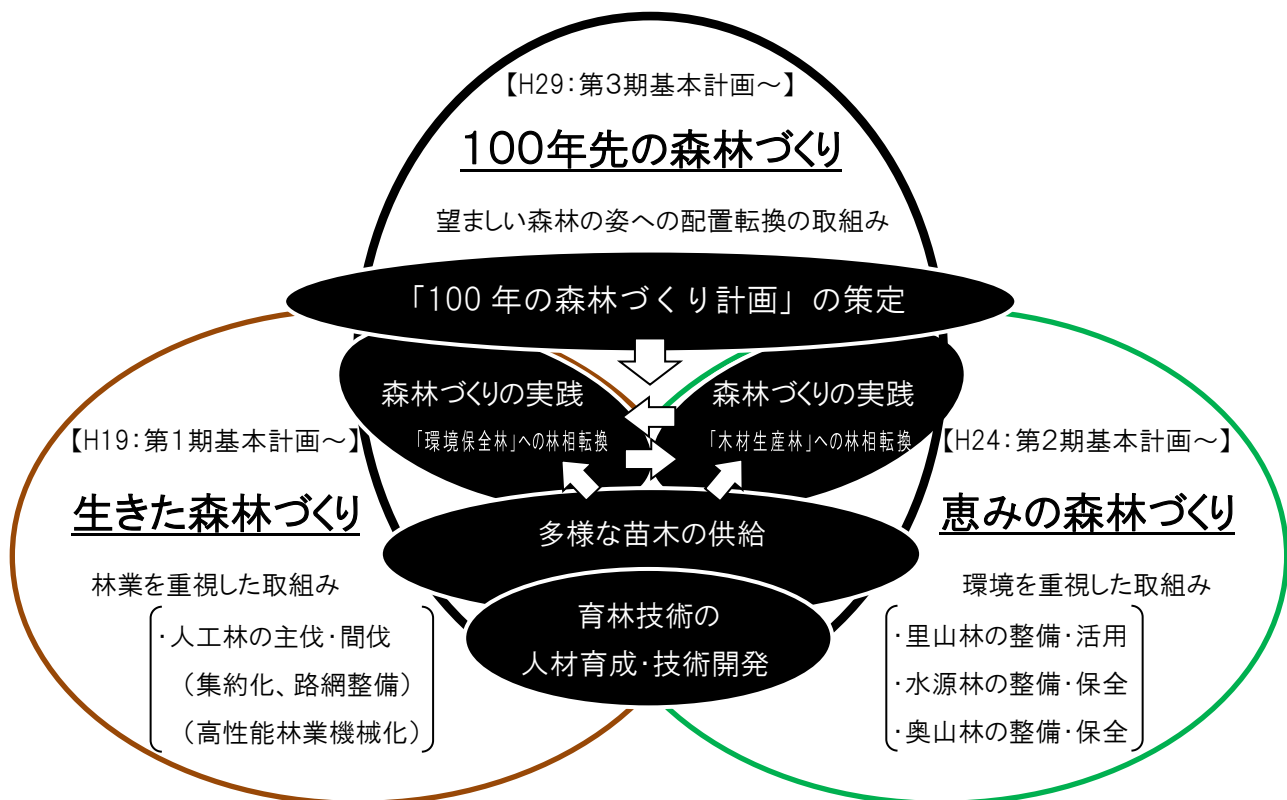 【H29:第3期基本計画～】
100年先の森林づくり
望ましい森林の姿への配置転換の取組み
「100年の森林づくり計画」の策定
森林づくりの実践
「環境保全林」への林相転換
森林づくりの実践
「木材生産林」への林相転換
【H19:第1期基本計画～】
生きた森林づくり
林業を重視した取組み
・人工林の主伐・間伐
（集約化、路網整備）
（高性能林業機械化）
【H24:第2期基本計画～】
恵みの森林づくり
環境を重視した取組み
・里山林の整備・活用
・水源林の整備・保全
・奥山林の整備・保全
多様な苗木の供給
育林技術の
人材育成・技術開発